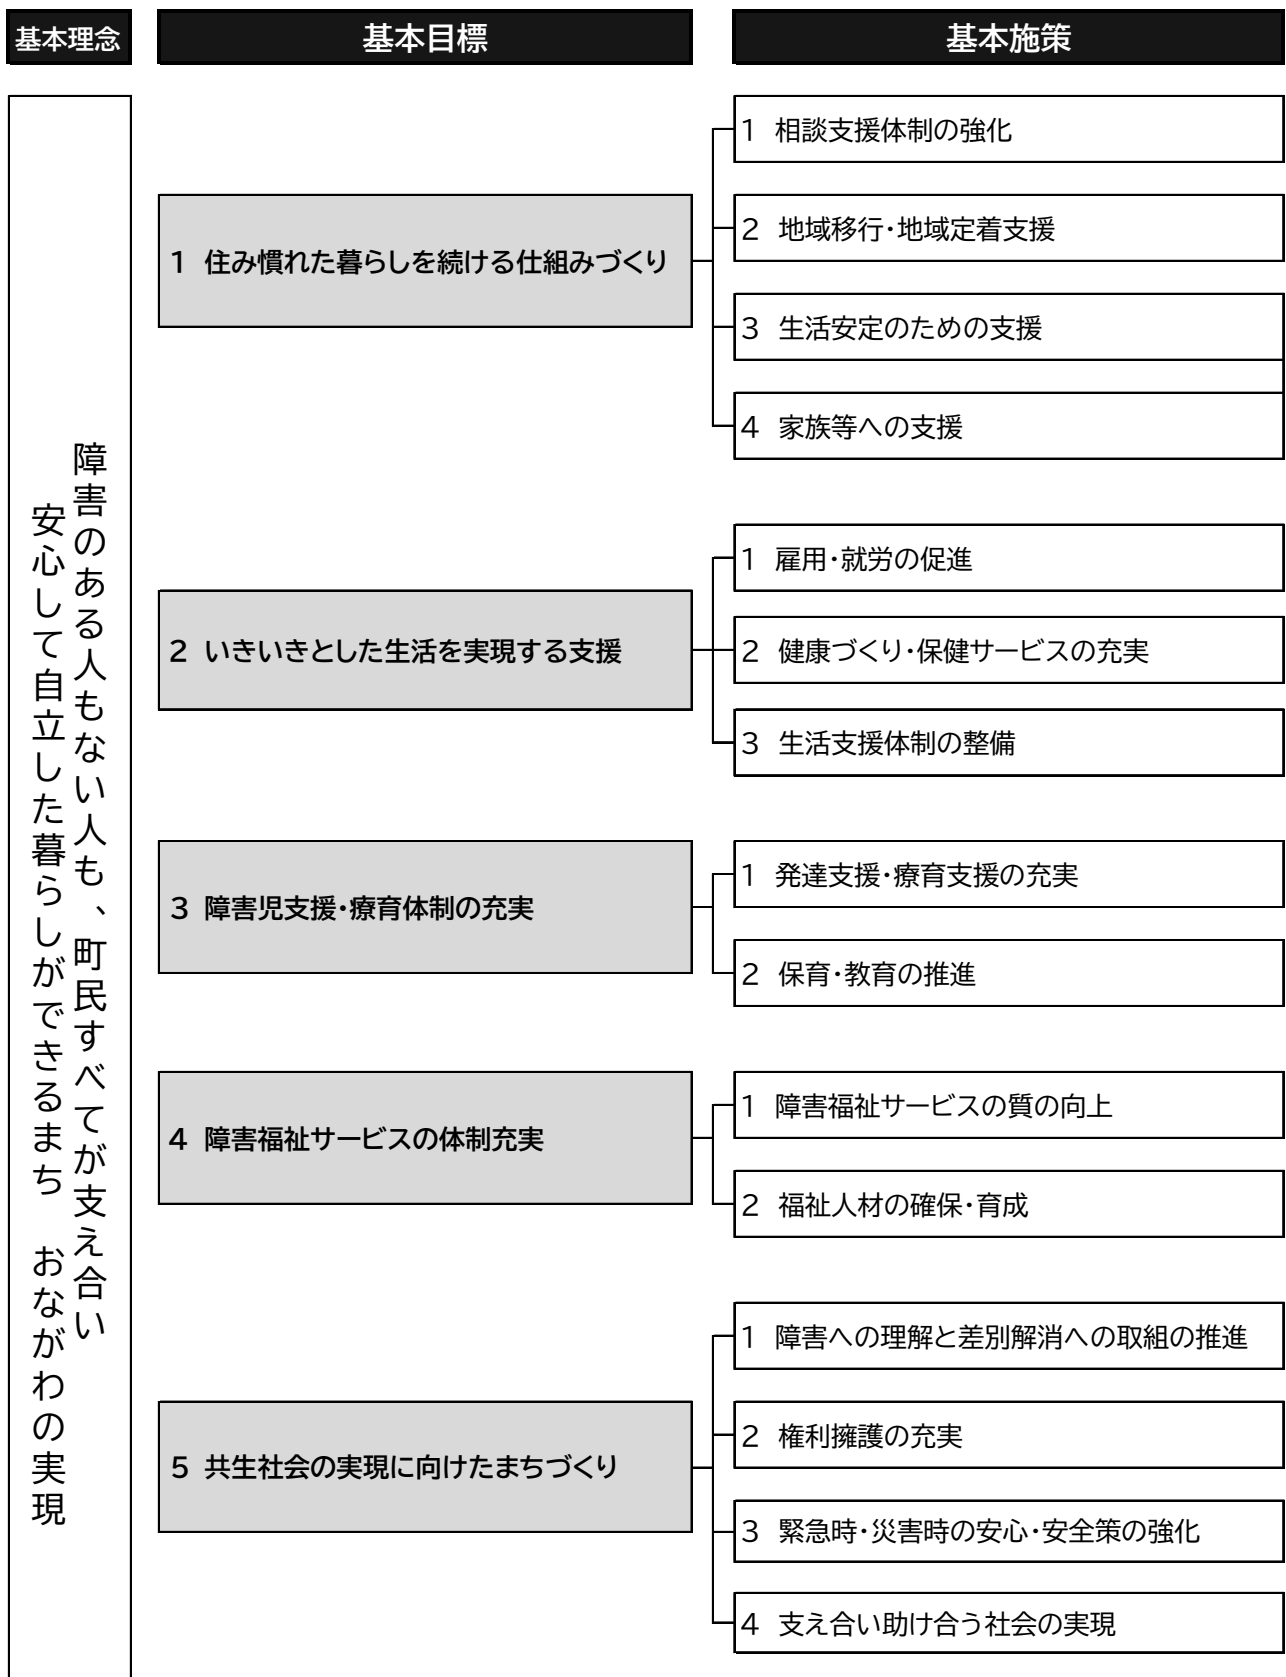 基本理念
基本目標
基本施策
障害のある人もない人も、町民すべてが支え合い
安心して自立した暮らしができるまち　おながわの実現
1 住み慣れた暮らしを続ける仕組みづくり
1 相談支援体制の強化
2 地域移行・地域定着支援
3 生活安定のための支援
4 家族等への支援
2 いきいきとした生活を実現する支援
1 雇用・就労の促進
2 健康づくり・保健サービスの充実
3 生活支援体制の整備
3 障害児支援・療育体制の充実
1 発達支援・療育支援の充実
2 保育・教育の推進
4 障害福祉サービスの体制充実
1 障害福祉サービスの質の向上
2 福祉人材の確保・育成
5 共生社会の実現に向けたまちづくり
1 障害への理解と差別解消への取組の推進
2 権利擁護の充実
3 緊急時・災害時の安心・安全策の強化
4 支え合い助け合う社会の実現